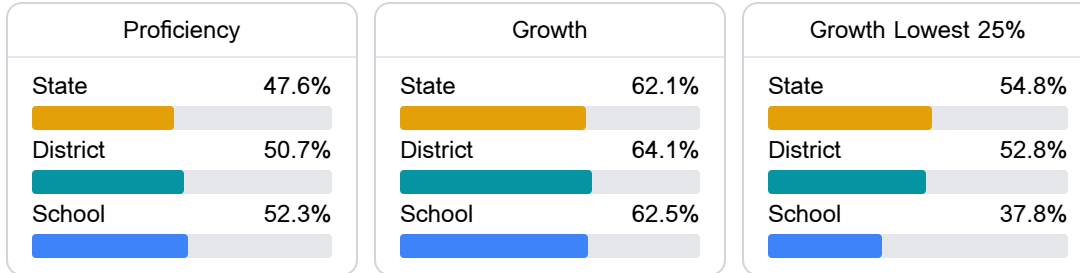 Proficiency
State 47.6%
District 50.7%
School 52.3%
Growth
State 62.1%
District 64.1%
School 62.5%
Growth Lowest 25%
State 54.8%
District 52.8%
School 37.8%